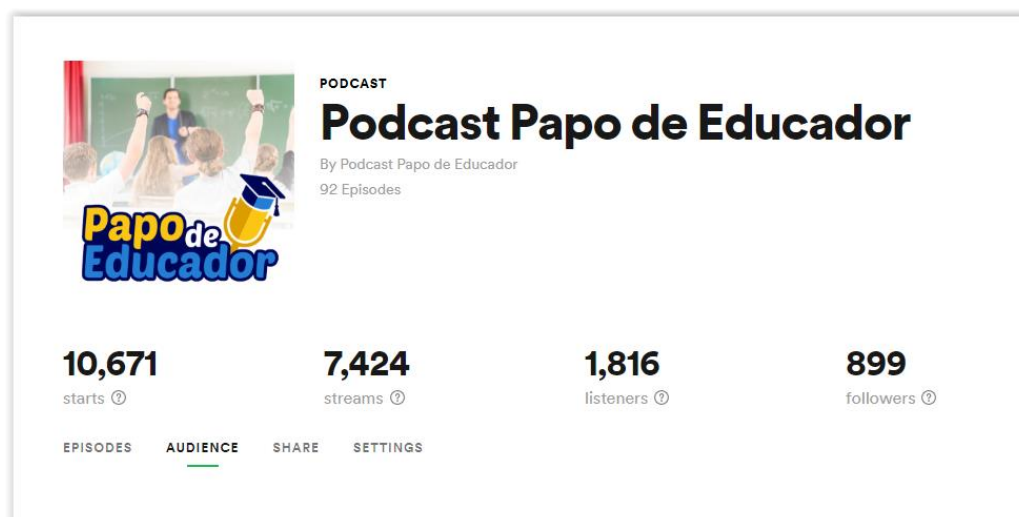 PODCAST
Podcast Papo de Educador
By Podcast Papo de Educador
92 Episodes
Papo de
Educador
10,671
7,424
1,816
899
starts ?
streams ?
listeners ?
followers ?
EPISODES AUDIENCE SHARE SETTINGS